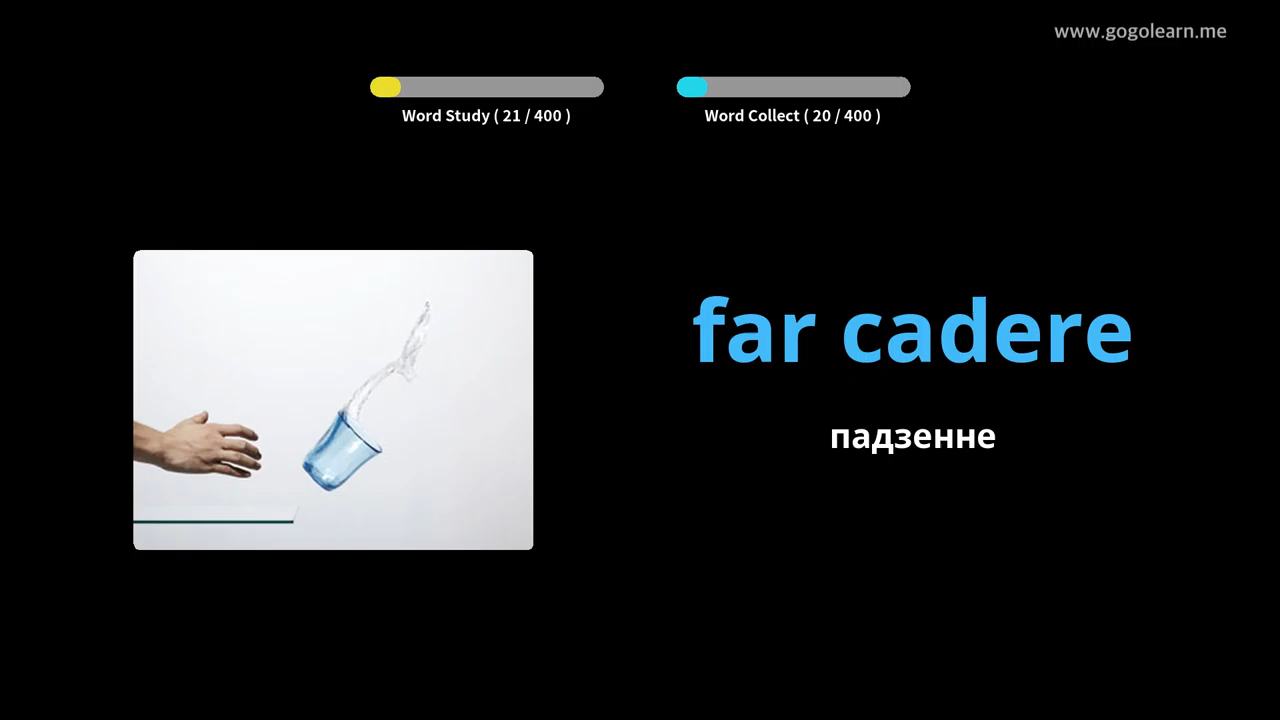 www.gogolearn.me
Word Study ( 21 / 400 )
Word Collect ( 20 / 400 )
far cadere
падзенне